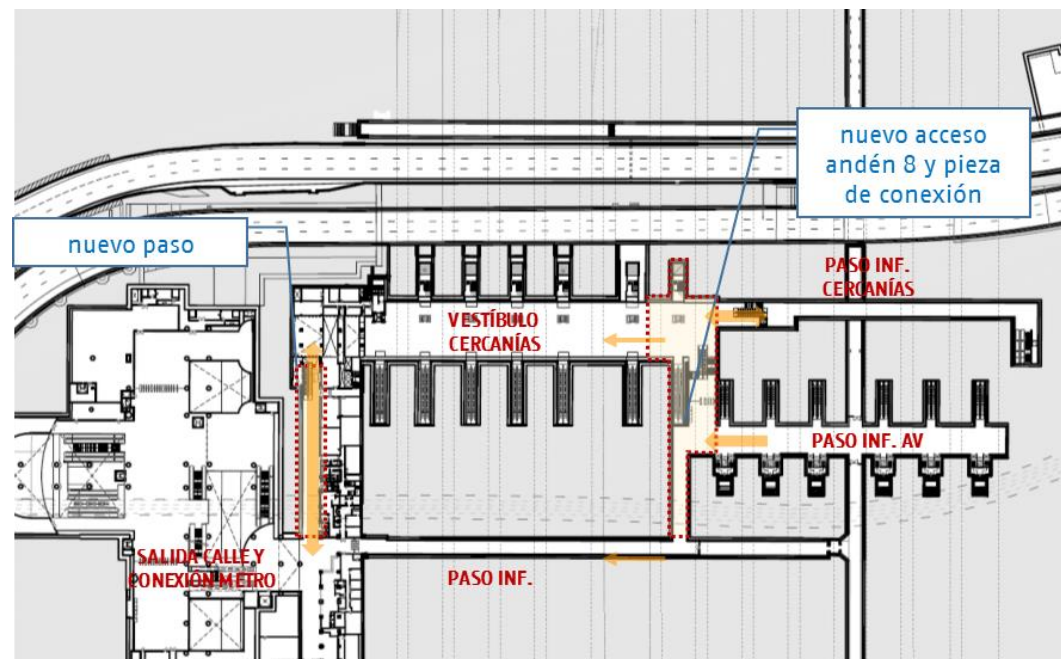 nuevo acceso
andén 8 y pieza
de conexión
nuevo paso
PASO INF.
CERCANÍAS
VESTÍBULO
CERCANÍAS
PASO INF. AV
SALIDA CALLE Y
CONEXIÓN METRO
PASO INF.